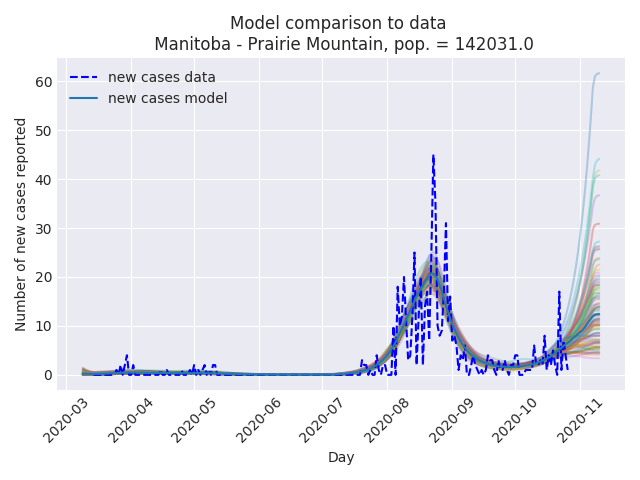 Model comparison to data
Manitoba - Prairie Mountain, pop. = 142031.0
new cases data
new cases model
Number of new cases reported
60
50
40
30
20
10
0
2020-03
2020-04
2020-05
2020-06
2020-07
2020-08
2020-09
2020-10
2020-11
Day